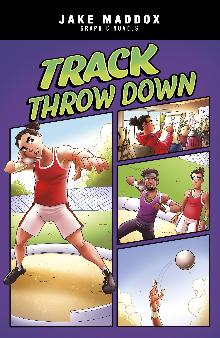 JAKE MADDOX
GRAPHIC NOVELS
TRACK
THROW DOWN